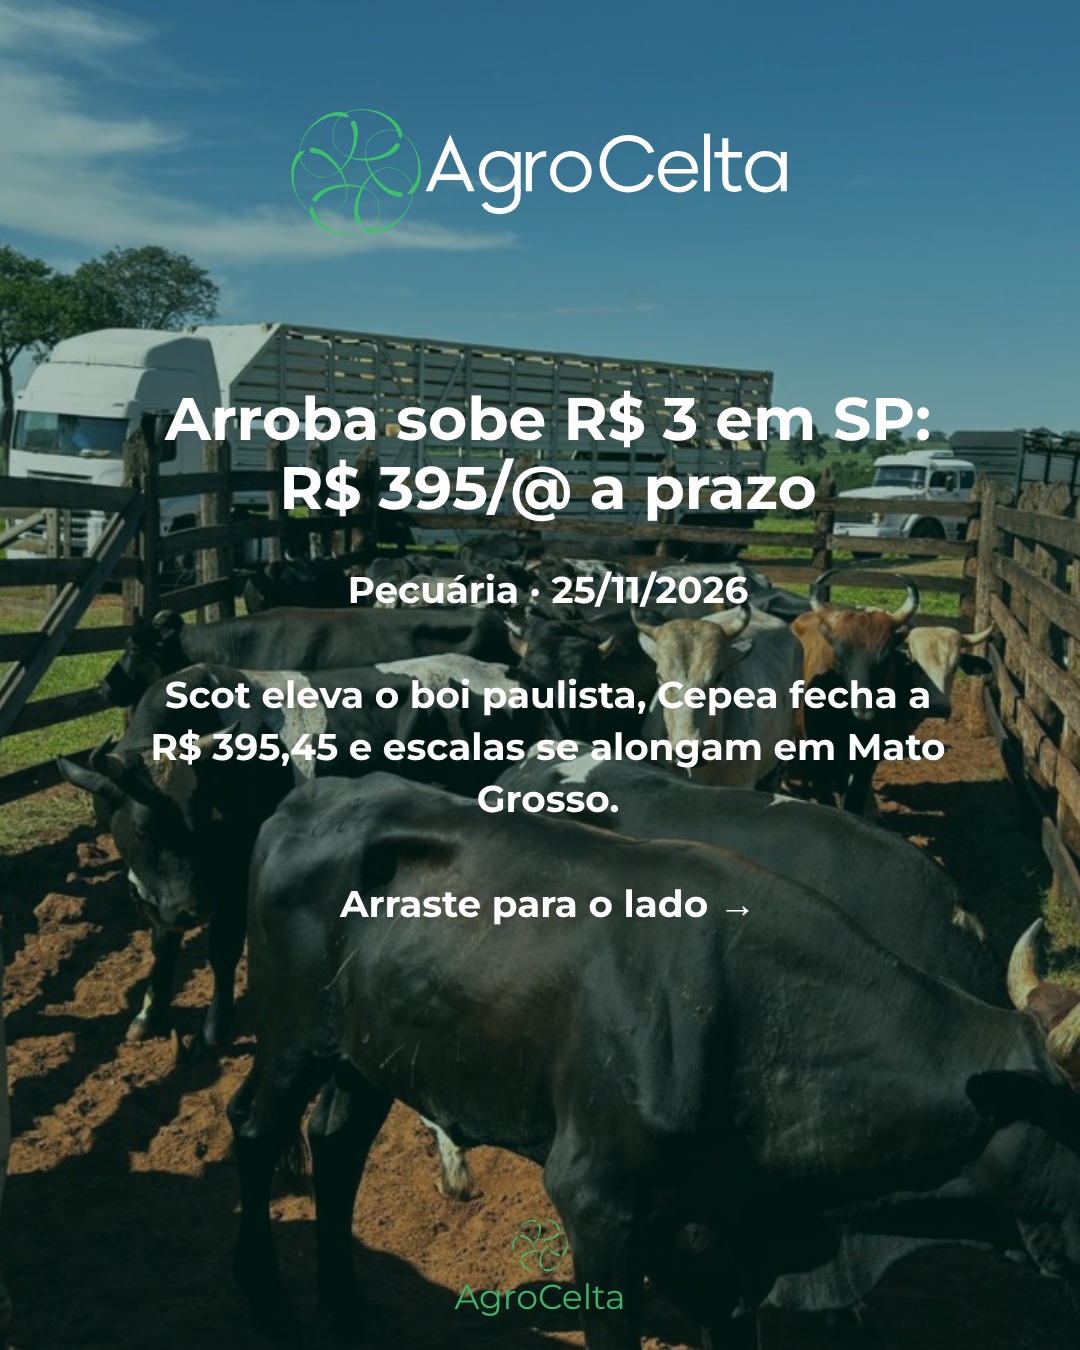 AgroCelta
Arroba sobe R$ 3 em SP:
R$ 395/@ a prazo
Pecuária · 25/11/2026
Scot eleva o boi paulista, Cepea fecha a
R$ 395,45 e escalas se alongam em Mato
Grosso.
Arraste para o lado →
AgroCelta